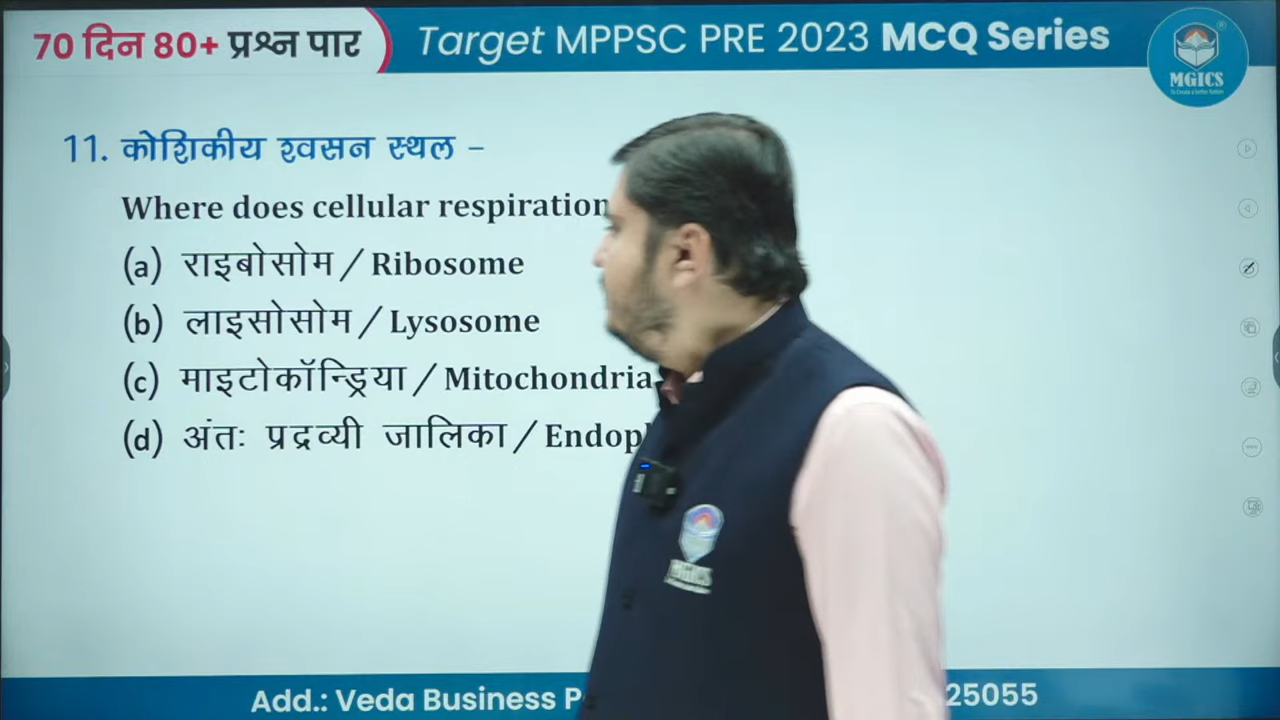 70 दिन 80+ प्रश्न पार
Target MPPSC PRE 2023 MCQ Series
MGICS
11. कोशिकीय श्वसन स्थल –
Where does cellular respiration
(a) राइबोसोम / Ribosome
(b) लाइसोसोम / Lysosome
(c) माइटोकॉन्ड्रिया / Mitochondria
(d) अंतः प्रद्रव्यी जालिका /
MGICS
Add.: Veda Business 25055